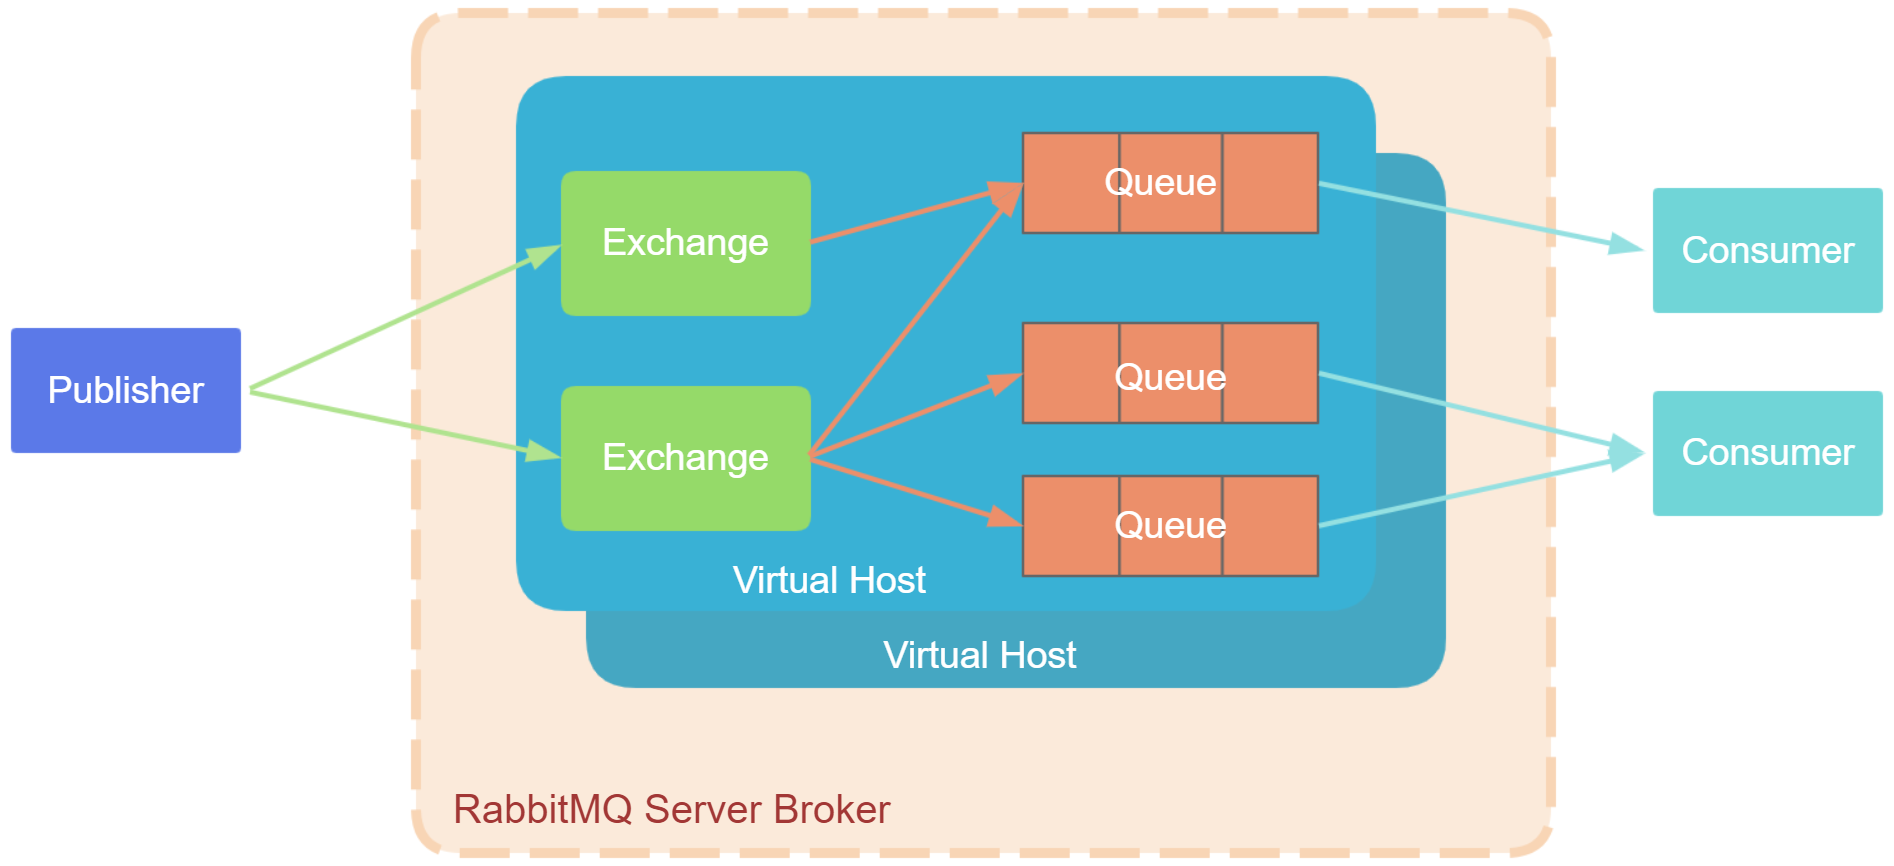 Publisher
Exchange
Exchange
Queue
Queue
Queue
Virtual Host
Virtual Host
Consumer
Consumer
RabbitMQ Server Broker